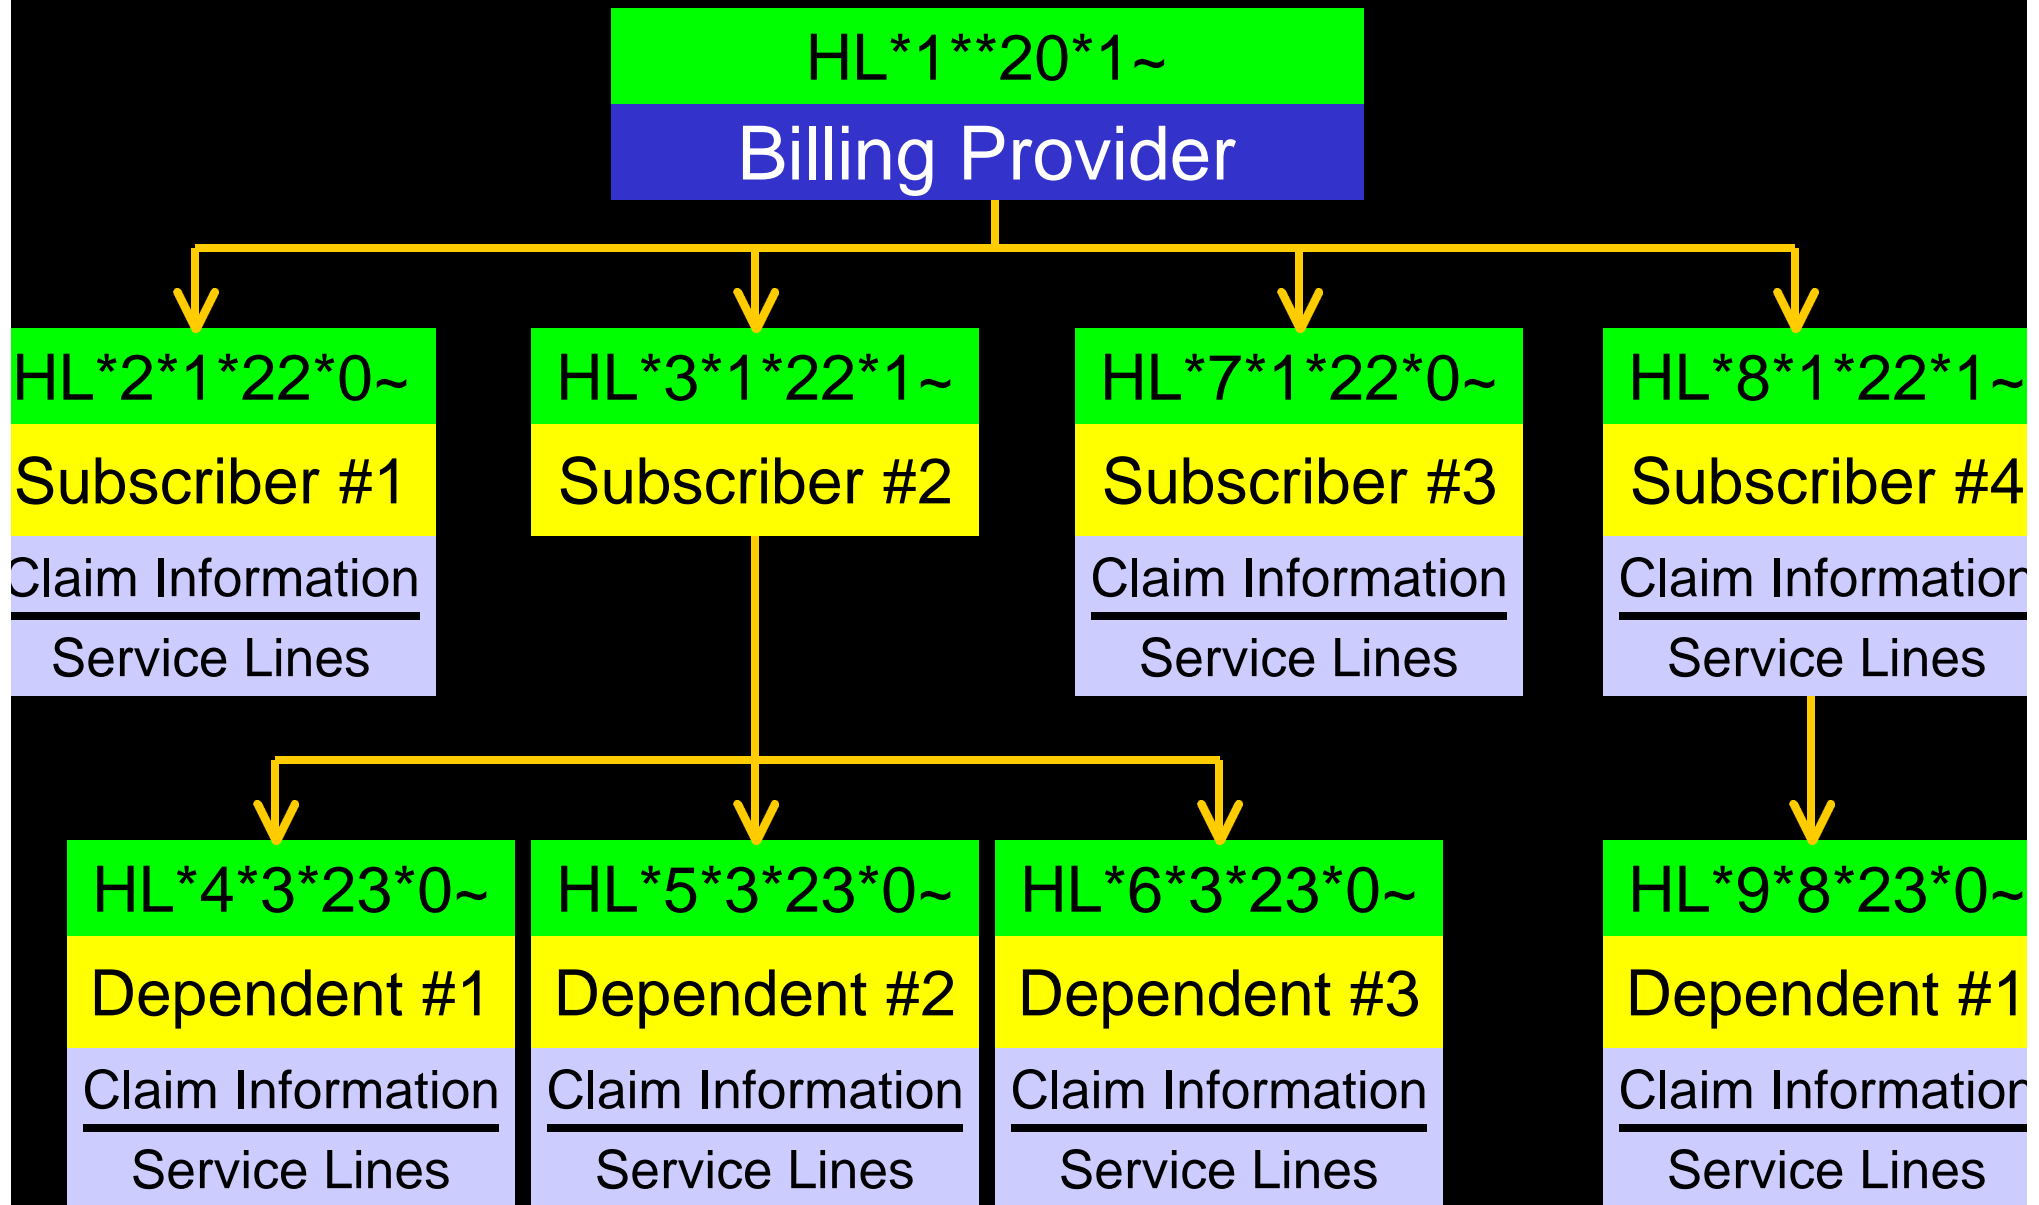 HL*1**20*1~
Billing Provider
HL*2*1*22*0~
Subscriber #1
Claim Information
Service Lines
HL*3*1*22*1~
Subscriber #2
HL*7*1*22*0~
Subscriber #3
Claim Information
Service Lines
HL*8*1*22*1~
Subscriber #4
Claim Information
Service Lines
HL*4*3*23*0~
Dependent #1
Claim Information
Service Lines
HL*5*3*23*0~
Dependent #2
Claim Information
Service Lines
HL*6*3*23*0~
Dependent #3
Claim Information
Service Lines
HL*9*8*23*0~
Dependent #1
Claim Information
Service Lines